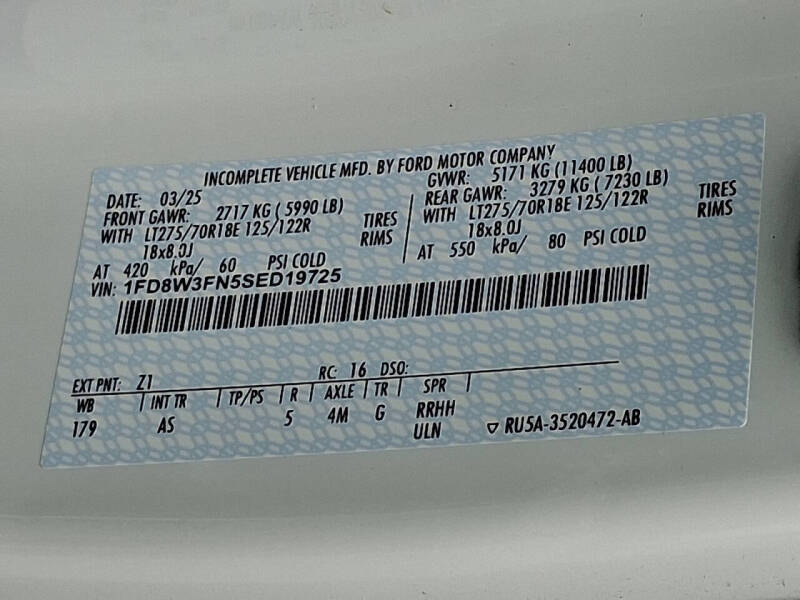 INCOMPLETE VEHICLE MFD. BY FORD MOTOR COMPANY
DATE: 03/25 GVWR: 5171 KG (11400 LB)
FRONT GAWR: 2717 KG ( 5990 LB) REAR GAWR: 3279 KG ( 7230 LB)
WITH LT275/70R18E 125/122R TIRES WITH LT275/70R18E 125/122R TIRES
18x8.0J RIMS 18x8.0J RIMS
AT 420 kPa/ 60 PSI COLD AT 550 kPa/ 80 PSI COLD
VIN: 1FD8W3FN5SED19725
EXT PNT: Z1 RC: 16 DSO:
WB INT TR TP/PS R AXLE TR SPR
179 AS 5 4M G RRHH
ULN ▽ RU5A-3520472-AB